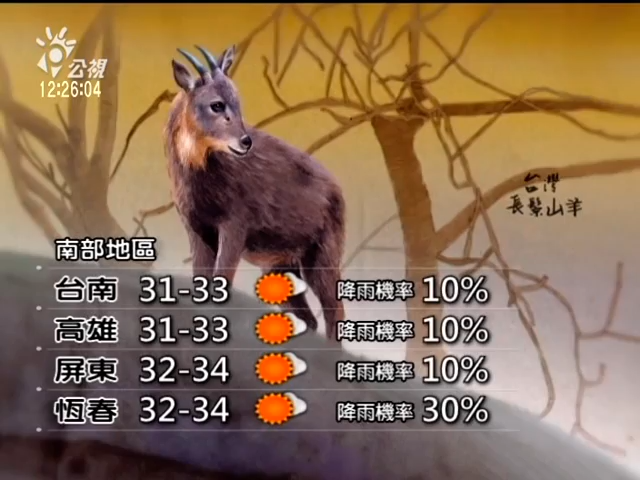 公視
12:26:04
台灣
長鬃山羊
南部地區
台南 31-33 降雨機率 10%
高雄 31-33 降雨機率 10%
屏東 32-34 降雨機率 10%
恆春 32-34 降雨機率 30%